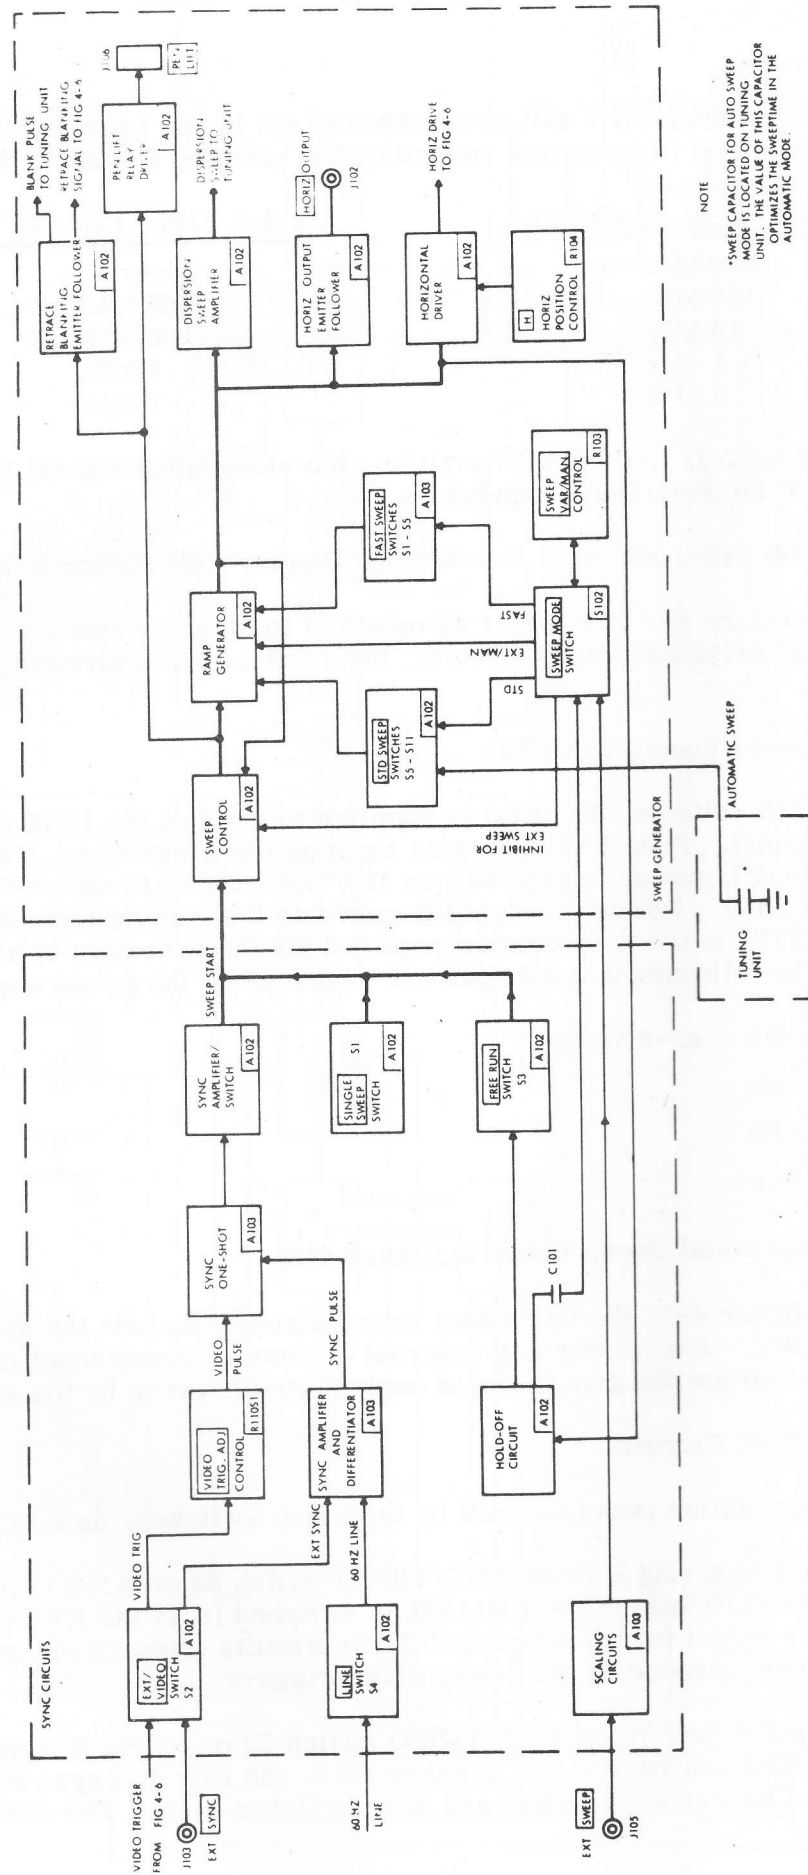 SYNC CIRCUITS
VIDEO TRIGGER
FROM FIG 4-6
J103
EXT SYNC
EXT/
VIDEO
SWITCH
S2
A102
VIDEO TRIG
EXT SYNC
60 HZ
LINE
LINE
SWITCH
S4
A102
60 HZ LINE
EXT SWEEP
J105
SCALING
CIRCUITS
A103
VIDEO
TRIG. ADJ
CONTROL
R110S1
VIDEO
PULSE
SYNC AMPLIFIER
AND
DIFFERENTIATOR
A103
SYNC PULSE
HOLD-OFF
CIRCUIT
A102
C101
SYNC
ONE-SHOT
A103
SYNC
AMPLIFIER/
SWITCH
A102
SWEEP START
S1
SINGLE
SWEEP
SWITCH
A102
FREE RUN
SWITCH
S3
A102
TUNING
UNIT
AUTOMATIC SWEEP
SWEEP GENERATOR
SWEEP
CONTROL
A102
INHIBIT FOR
EXT SWEEP
STD SWEEP
SWITCHES
S5 - S11
A102
RAMP
GENERATOR
A102
STD
EXT/MAN
FAST
SWEEP MODE
SWITCH
S102
FAST SWEEP
SWITCHES
S1 - S5
A103
SWEEP
VAR/MAN
CONTROL
R103
RETRACE
BLANKING
EMITTER FOLLOWER
A102
BLANK PULSE
TO TUNING UNIT
RETRACE BLANKING
SIGNAL TO FIG 4-6
PEN LIFT
RELAY
DRIVER
A102
J106
PEN
LIFT
DISPERSION
SWEEP
AMPLIFIER
A102
DISPERSION
SWEEP TO
TUNING UNIT
HORIZ OUTPUT
EMITTER
FOLLOWER
A102
HORIZ OUTPUT
J102
HORIZONTAL
DRIVER
A102
HORIZ DRIVE
TO FIG 4-6
H
HORIZ
POSITION
CONTROL
R104
NOTE
*SWEEP CAPACITOR FOR AUTO SWEEP
MODE IS LOCATED ON TUNING
UNIT. THE VALUE OF THIS CAPACITOR
OPTIMIZES THE SWEEPTIME IN THE
AUTOMATIC MODE.